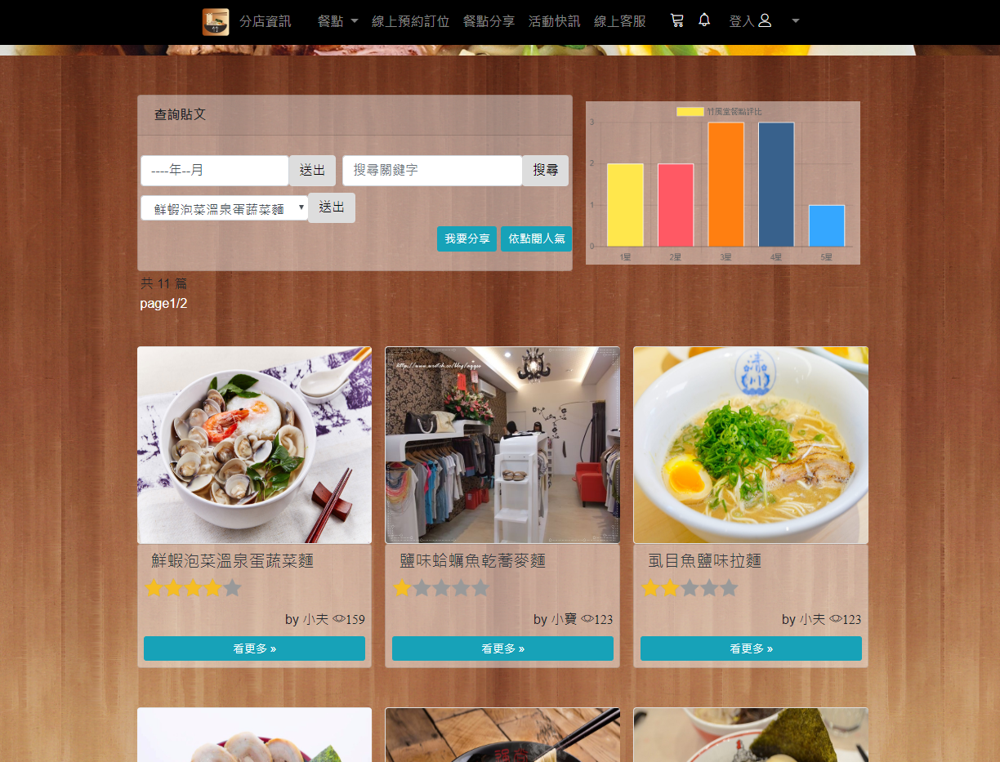 分店資訊 餐點 線上預約訂位 餐點分享 活動快訊 線上客服 登入
查詢貼文
----年--月 送出 搜尋關鍵字 搜尋
鮮蝦泡菜溫泉蛋蔬菜麵 送出
我要分享 依點閱人氣
竹風堂餐點評比
3
2
1
0
1星 2星 3星 4星 5星
共 11 篇
page1/2
清川
鮮蝦泡菜溫泉蛋蔬菜麵
by 小夫 159
看更多 »
鹽味蛤蠣魚乾蕎麥麵
by 小寶 123
看更多 »
虱目魚鹽味拉麵
by 小夫 123
看更多 »